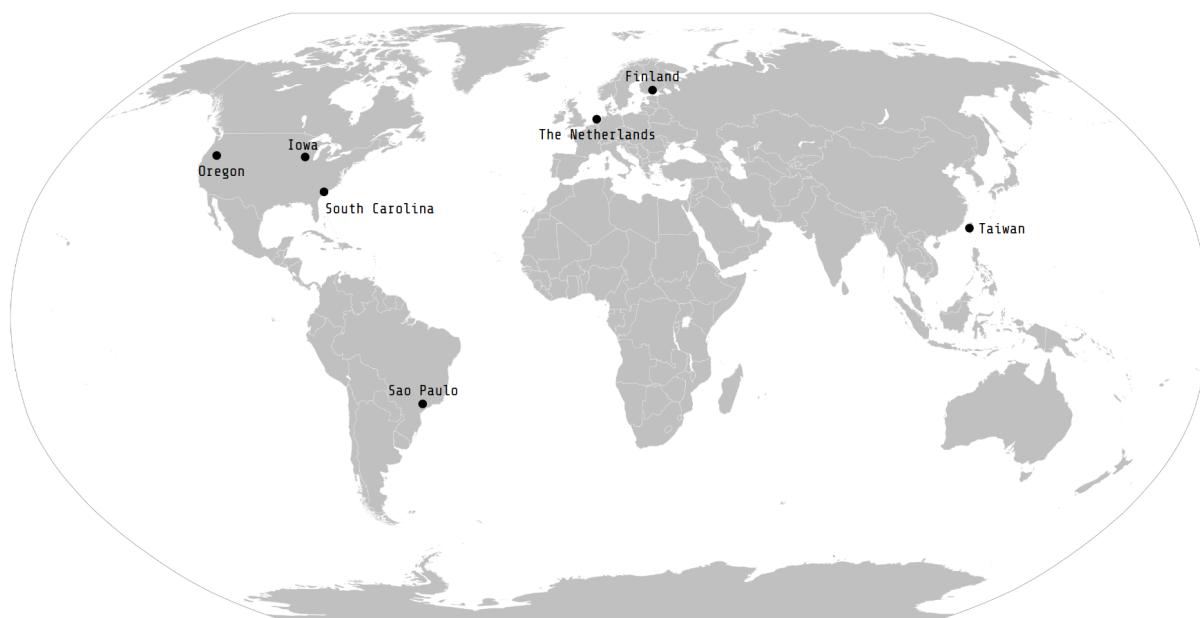 Finland
The Netherlands
Iowa
Oregon
South Carolina
Taiwan
Sao Paulo